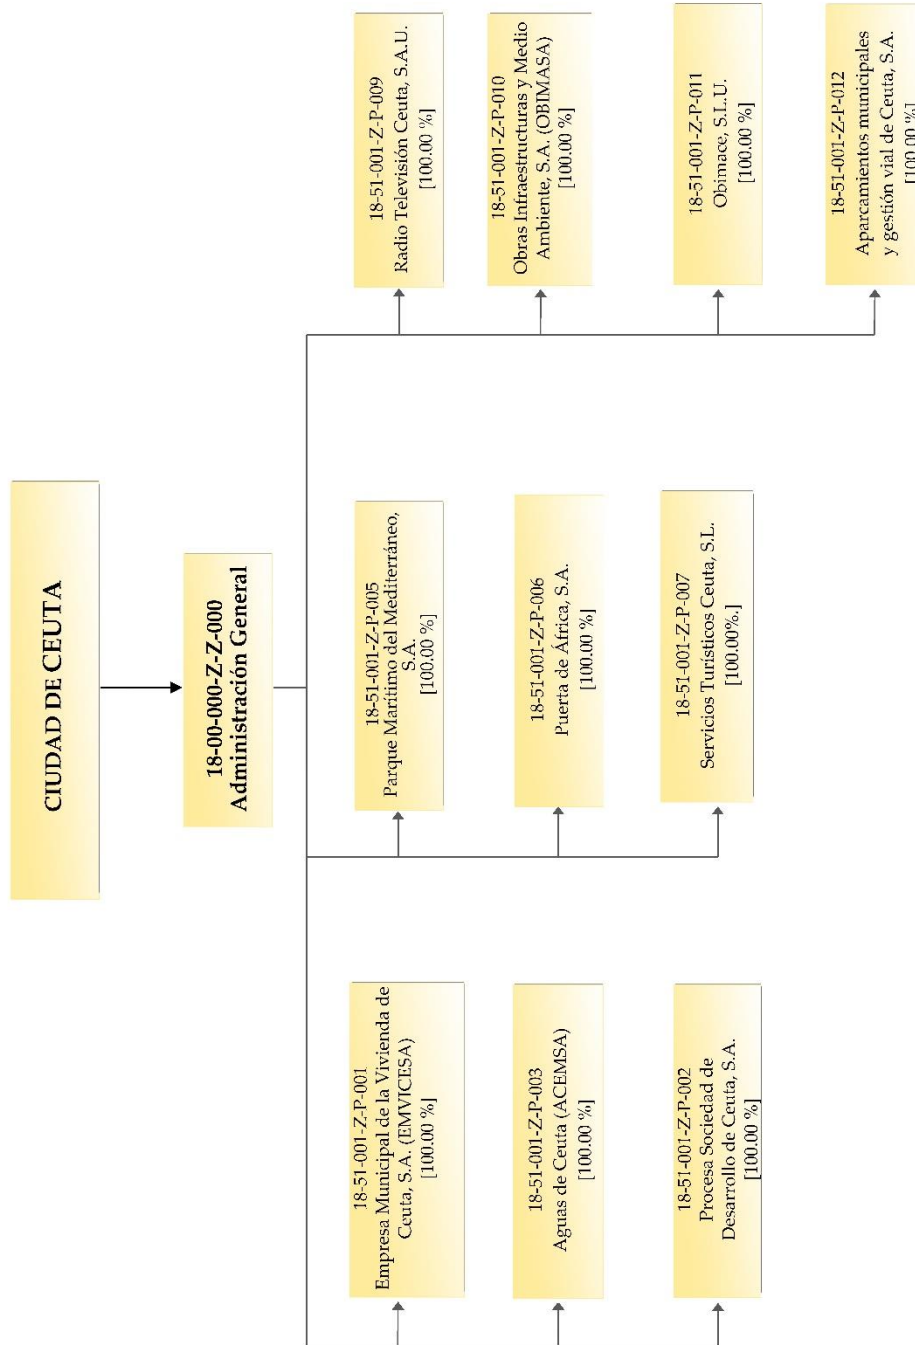 CIUDAD DE CEUTA
18-00-000-Z-Z-000
Administración General
18-51-001-Z-P-001
Empresa Municipal de la Vivienda de
Ceuta, S.A. (EMVICESA)
[100.00 %]
18-51-001-Z-P-003
Aguas de Ceuta (ACEMSA)
[100.00 %]
18-51-001-Z-P-002
Procesa Sociedad de
Desarrollo de Ceuta, S.A.
[100.00 %]
18-51-001-Z-P-005
Parque Marítimo del Mediterráneo,
S.A.
[100.00 %]
18-51-001-Z-P-006
Puerta de África, S.A.
[100.00 %]
18-51-001-Z-P-007
Servicios Turísticos Ceuta, S.L.
[100.00%.]
18-51-001-Z-P-009
Radio Televisión Ceuta, S.A.U.
[100.00 %]
18-51-001-Z-P-010
Obras Infraestructuras y Medio
Ambiente, S.A. (OBIMASA)
[100.00 %]
18-51-001-Z-P-011
Obimace, S.L.U.
[100.00 %]
18-51-001-Z-P-012
Aparcamientos municipales
y gestión vial de Ceuta, S.A.
[100.00 %]